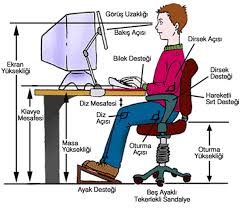 Görüş Uzaklığı
Bakış Açısı
Ekran
Yüksekliği
Bilek Desteği
Dirsek Açısı
Dirsek
Desteği
Hareketli
Sırt Desteği
Diz Mesafesi
Klavye
Mesafesi
Diz
Açısı
Masa
Yüksekliği
Oturma
Açısı
Oturma
Yüksekliği
Ayak Desteği
Beş Ayaklı
Tekerlekli Sandalye